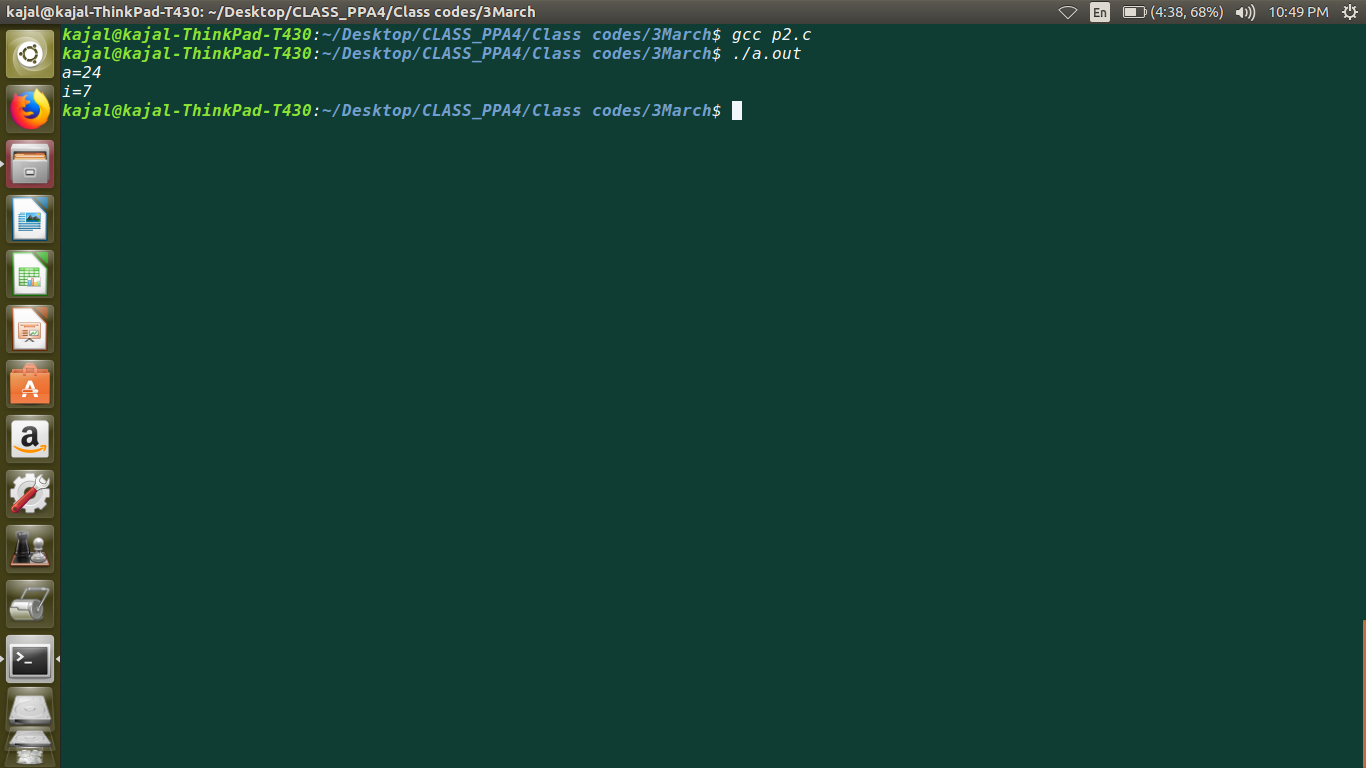 kajal@kajal-ThinkPad-T430: ~/Desktop/CLASS_PPA4/Class codes/3March
En
(4:38, 68%)
10:49 PM
kajal@kajal-ThinkPad-T430:~/Desktop/CLASS_PPA4/Class codes/3March$ gcc p2.c
kajal@kajal-ThinkPad-T430:~/Desktop/CLASS_PPA4/Class codes/3March$ ./a.out
a=24
i=7
kajal@kajal-ThinkPad-T430:~/Desktop/CLASS_PPA4/Class codes/3March$